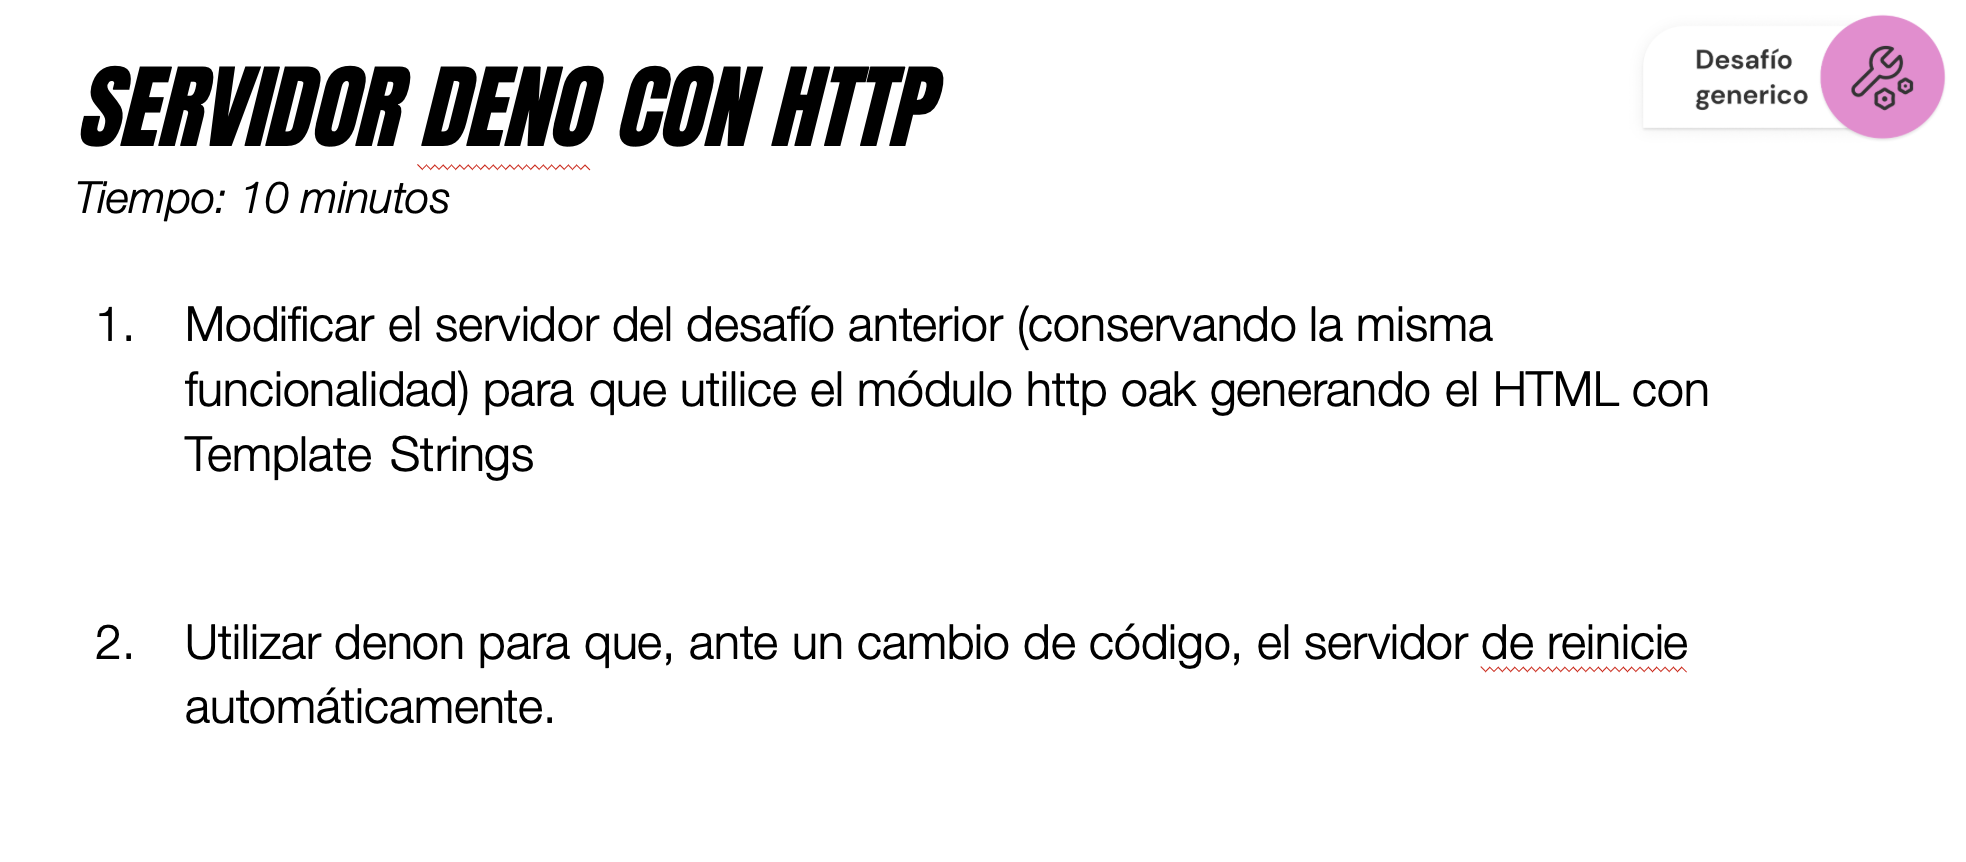 SERVIDOR DENO CON HTTP
Desafío
generico
Tiempo: 10 minutos
1. Modificar el servidor del desafío anterior (conservando la misma
funcionalidad) para que utilice el módulo http oak generando el HTML con
Template Strings
2. Utilizar denon para que, ante un cambio de código, el servidor de reinicie
automáticamente.